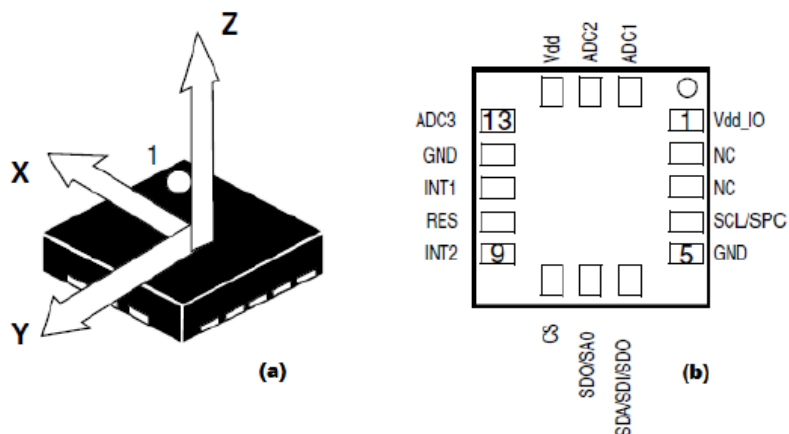 Z
X
1
Y
(a)
Vdd
ADC2
ADC1
ADC3
13
1
Vdd_IO
GND
NC
INT1
NC
RES
SCL/SPC
INT2
9
5
GND
CS
SDO/SA0
SDA/SDI/SDO
(b)